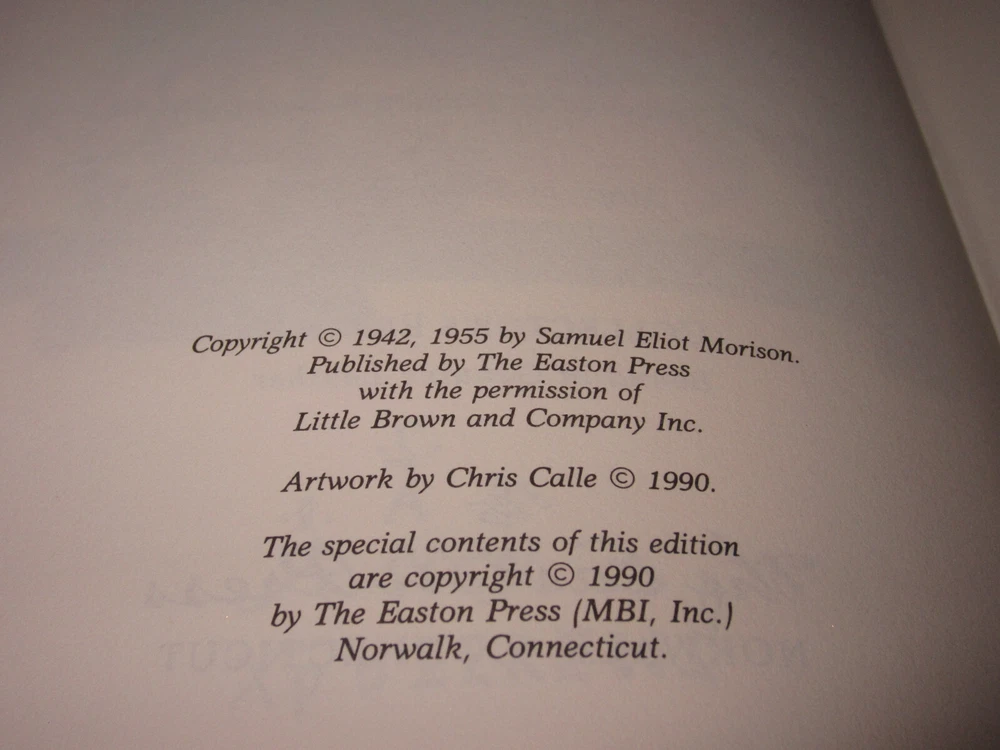 Copyright © 1942, 1955 by Samuel Eliot Morison.
Published by The Easton Press
with the permission of
Little Brown and Company Inc.
Artwork by Chris Calle © 1990.
The special contents of this edition
are copyright © 1990
by The Easton Press (MBI, Inc.)
Norwalk, Connecticut.